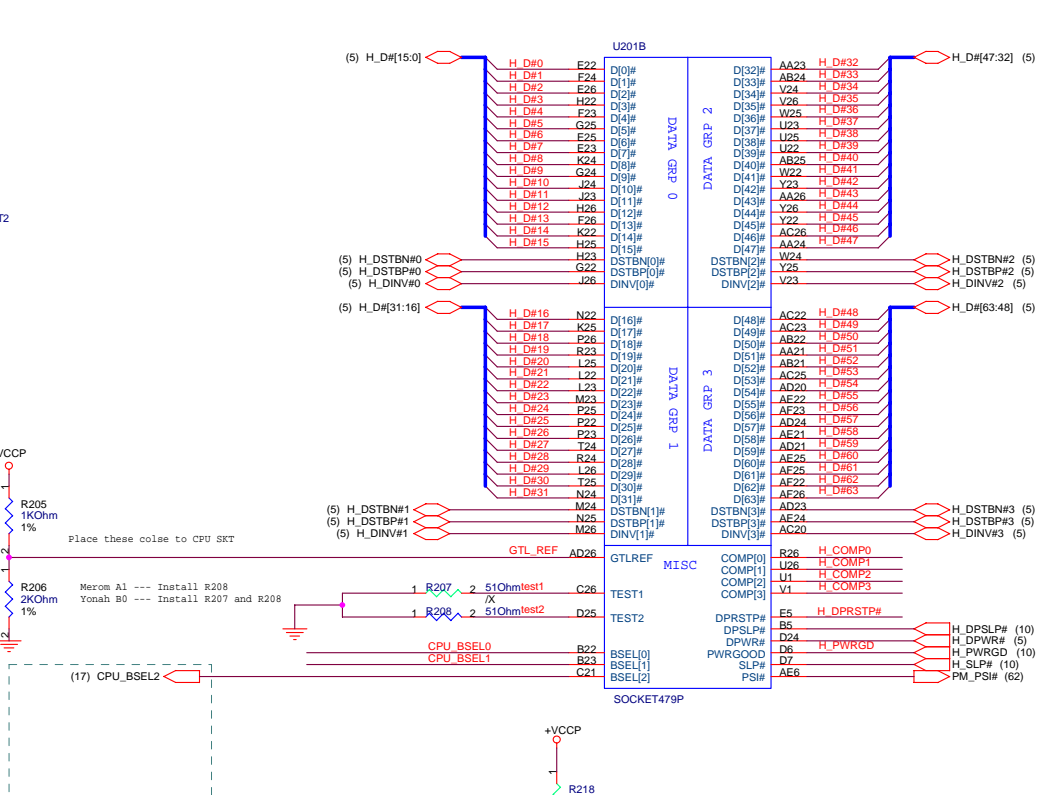 U201B
(5) H_D#[15:0]
H_D#[47:32] (5)
H_D#0 E22 D[0]# D[32]# AA23 H_D#32
H_D#1 F24 D[1]# D[33]# AB24 H_D#33
H_D#2 E26 D[2]# D[34]# V24 H_D#34
H_D#3 H22 D[3]# D[35]# V26 H_D#35
H_D#4 F23 D[4]# D[36]# W25 H_D#36
H_D#5 G25 D[5]# D[37]# U23 H_D#37
H_D#6 E25 D[6]# D[38]# U25 H_D#38
H_D#7 E23 D[7]# D[39]# U22 H_D#39
H_D#8 K24 D[8]# D[40]# AB25 H_D#40
H_D#9 G24 D[9]# D[41]# W22 H_D#41
H_D#10 J24 D[10]# D[42]# Y23 H_D#42
H_D#11 J23 D[11]# D[43]# AA26 H_D#43
H_D#12 H26 D[12]# D[44]# Y26 H_D#44
H_D#13 F26 D[13]# D[45]# Y22 H_D#45
H_D#14 K22 D[14]# D[46]# AC26 H_D#46
H_D#15 H25 D[15]# D[47]# AA24 H_D#47
(5) H_DSTBN#0 H23 DSTBN[0]# DSTBN[2]# W24 H_DSTBN#2 (5)
(5) H_DSTBP#0 G22 DSTBP[0]# DSTBP[2]# Y25 H_DSTBP#2 (5)
(5) H_DINV#0 J26 DINV[0]# DINV[2]# V23 H_DINV#2 (5)
DATA GRP 0
DATA GRP 2
T2
(5) H_D#[31:16]
H_D#[63:48] (5)
H_D#16 N22 D[16]# D[48]# AC22 H_D#48
H_D#17 K25 D[17]# D[49]# AC23 H_D#49
H_D#18 P26 D[18]# D[50]# AB22 H_D#50
H_D#19 R23 D[19]# D[51]# AA21 H_D#51
H_D#20 L25 D[20]# D[52]# AB21 H_D#52
H_D#21 L22 D[21]# D[53]# AC25 H_D#53
H_D#22 L23 D[22]# D[54]# AD20 H_D#54
H_D#23 M23 D[23]# D[55]# AE22 H_D#55
H_D#24 P25 D[24]# D[56]# AF23 H_D#56
H_D#25 P22 D[25]# D[57]# AD24 H_D#57
H_D#26 P23 D[26]# D[58]# AE21 H_D#58
H_D#27 T24 D[27]# D[59]# AD21 H_D#59
H_D#28 R24 D[28]# D[60]# AE25 H_D#60
H_D#29 L26 D[29]# D[61]# AF25 H_D#61
H_D#30 T25 D[30]# D[62]# AF22 H_D#62
H_D#31 N24 D[31]# D[63]# AF26 H_D#63
(5) H_DSTBN#1 M24 DSTBN[1]# DSTBN[3]# AD23 H_DSTBN#3 (5)
(5) H_DSTBP#1 N25 DSTBP[1]# DSTBP[3]# AE24 H_DSTBP#3 (5)
(5) H_DINV#1 M26 DINV[1]# DINV[3]# AC20 H_DINV#3 (5)
DATA GRP 1
DATA GRP 3
VCCP
1
R205
1KOhm
1%
2
Place these colse to CPU SKT
GTL_REF AD26 GTLREF
MISC
COMP[0] R26 H_COMP0
COMP[1] U26 H_COMP1
COMP[2] U1 H_COMP2
COMP[3] V1 H_COMP3
1
R206
2KOhm
1%
2
Merom A1 --- Install R208
Yonah B0 --- Install R207 and R208
1 R207 2 51Ohm test1 C26 TEST1
/X
1 R208 2 51Ohm test2 D25 TEST2
DPRSTP# E5 H_DPRSTP#
DPSLP# B5 H_DPSLP# (10)
DPWR# D24 H_DPWR# (5)
PWRGOOD D6 H_PWRGD H_PWRGD (10)
SLP# D7 H_SLP# (10)
PSI# AE6 PM_PSI# (62)
CPU_BSEL0 B22 BSEL[0]
CPU_BSEL1 B23 BSEL[1]
(17) CPU_BSEL2 C21 BSEL[2]
SOCKET479P
+VCCP
1
R218